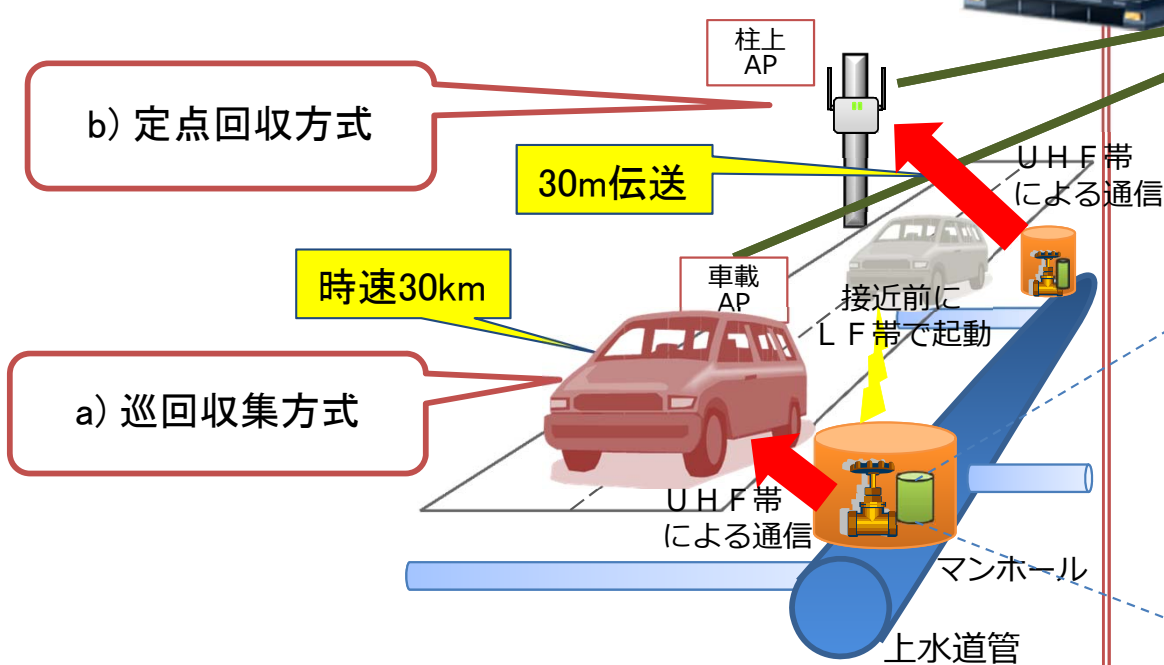 柱上
AP
b) 定点回収方式
UHF帯
による通信
30m伝送
時速30km
車載
AP
接近前に
LF帯で起動
a) 巡回収集方式
UHF帯
による通信
マンホール
上水道管